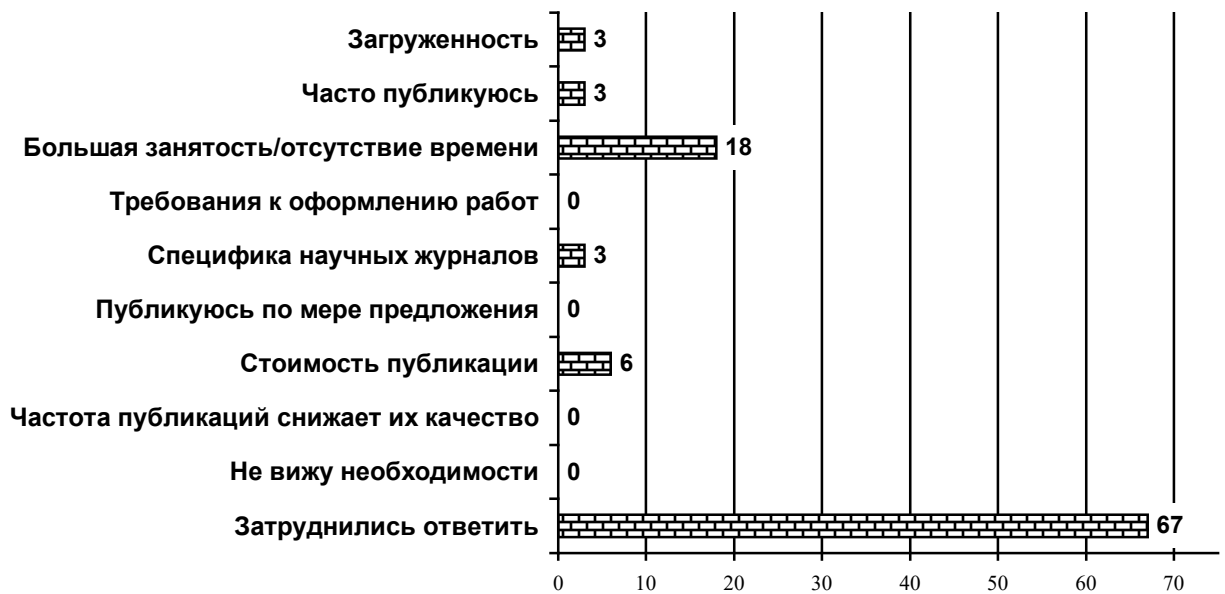 Загруженность 3
Часто публикуюсь 3
Большая занятость/отсутствие времени 18
Требования к оформлению работ 0
Специфика научных журналов 3
Публикуюсь по мере предложения 0
Стоимость публикации 6
Частота публикаций снижает их качество 0
Не вижу необходимости 0
Затруднились ответить 67
0 10 20 30 40 50 60 70